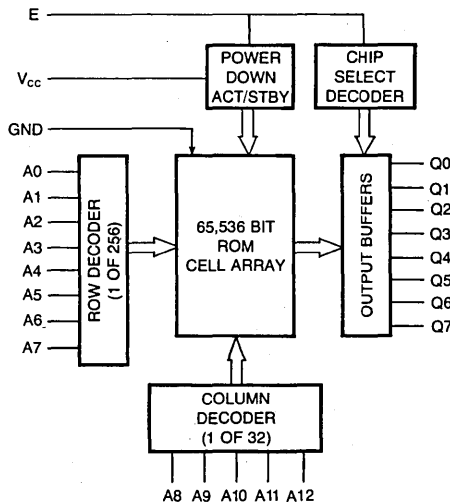 E
POWER
DOWN
ACT/STBY
CHIP
SELECT
DECODER
Vcc
GND
A0
A1
A2
A3
A4
A5
A6
A7
ROW DECODER
(1 OF 256)
65,536 BIT
ROM
CELL ARRAY
OUTPUT BUFFERS
Q0
Q1
Q2
Q3
Q4
Q5
Q6
Q7
COLUMN
DECODER
(1 OF 32)
A8 A9 A10 A11 A12